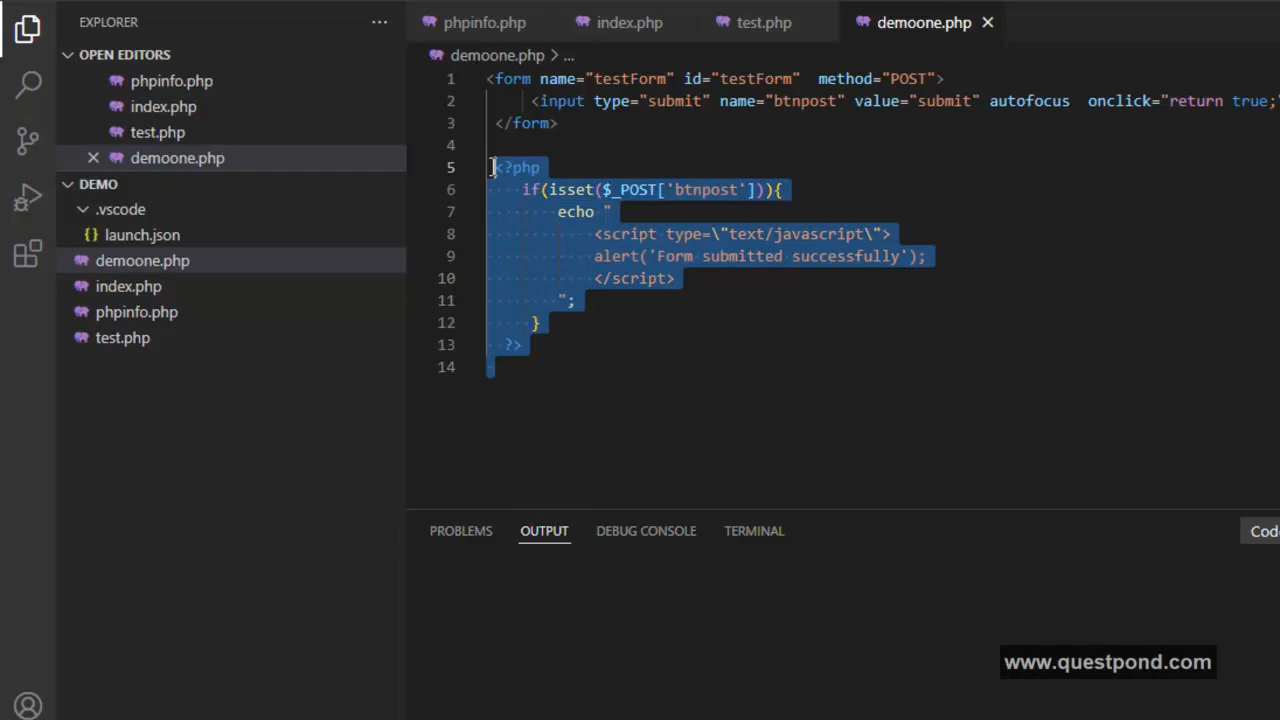 EXPLORER
OPEN EDITORS
phpinfo.php
index.php
test.php
demoone.php
DEMO
.vscode
launch.json
demoone.php
index.php
phpinfo.php
test.php
phpinfo.php index.php test.php demoone.php
demoone.php > ...
1 <form name="testForm" id="testForm" method="POST">
2 <input type="submit" name="btnpost" value="submit" autofocus onclick="return true;"
3 </form>
4
5 <?php
6 if(isset($_POST['btnpost'])){
7 echo "
8 <script type=\"text/javascript\">
9 alert('Form submitted successfully');
10 </script>
11 ";
12 }
13 ?>
14
PROBLEMS OUTPUT DEBUG CONSOLE TERMINAL
Code
www.questpond.com